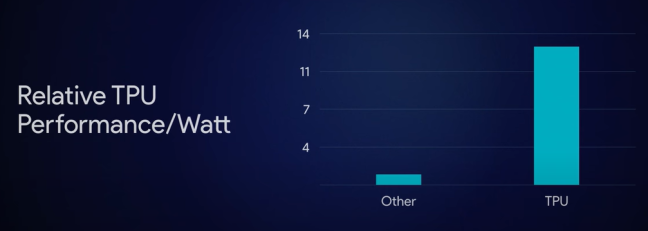 Relative TPU
Performance/Watt
14
11
7
4
Other
TPU